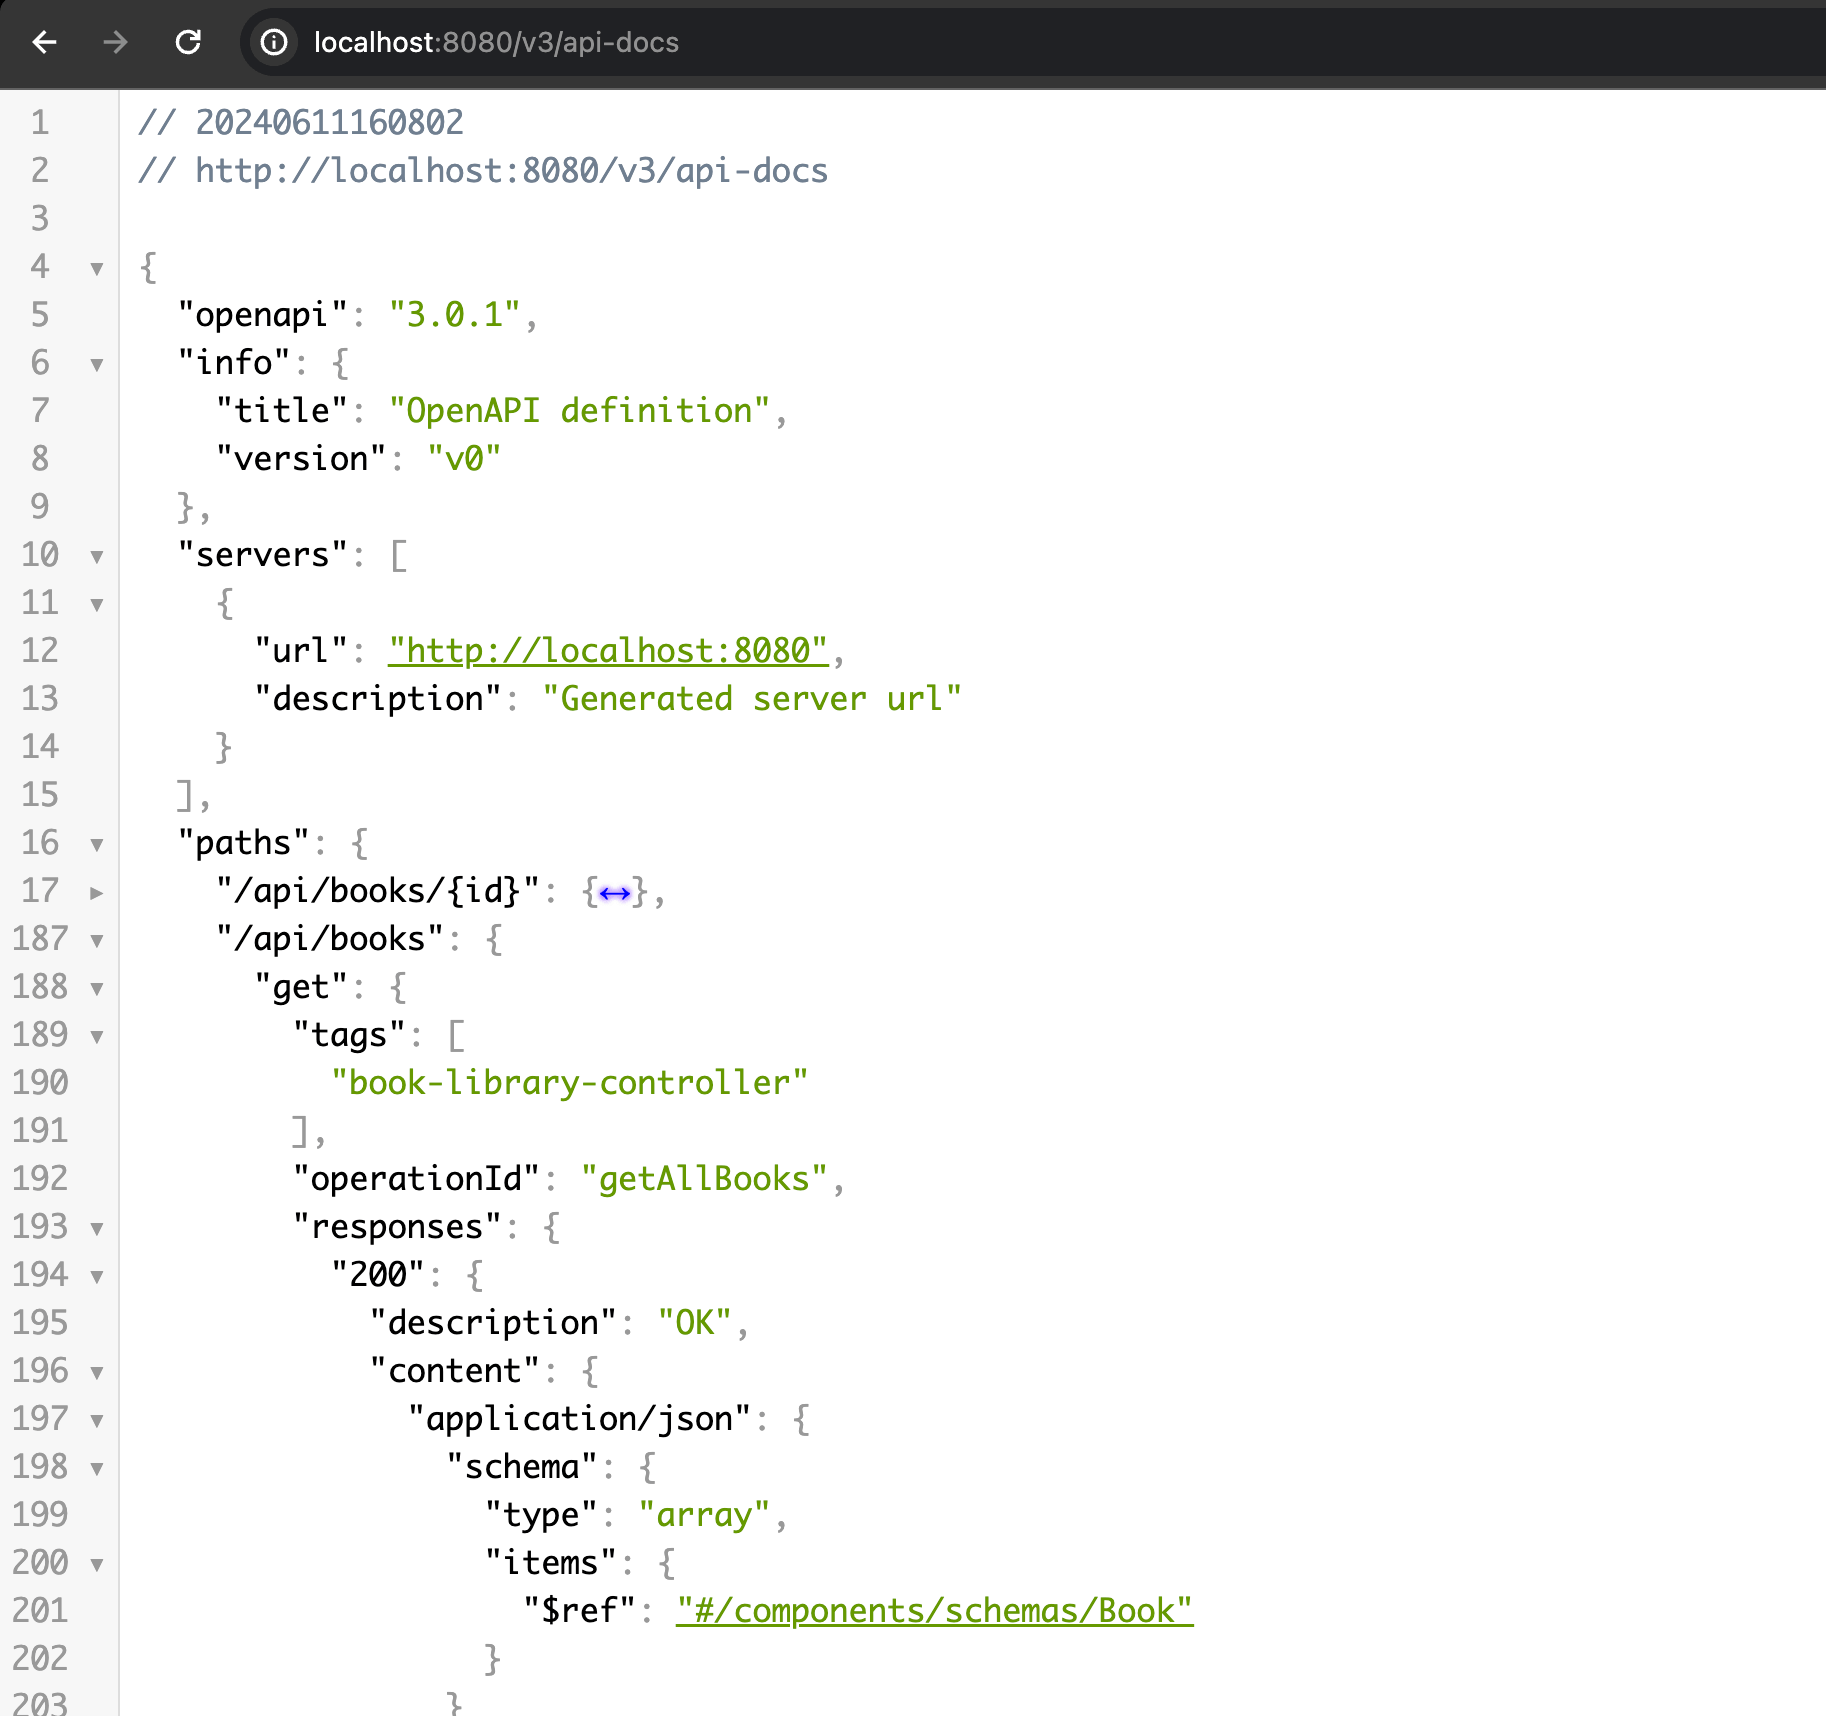 localhost:8080/v3/api-docs
1 // 20240611160802
2 // http://localhost:8080/v3/api-docs
3
4 {
5 "openapi": "3.0.1",
6 "info": {
7 "title": "OpenAPI definition",
8 "version": "v0"
9 },
10 "servers": [
11 {
12 "url": "http://localhost:8080",
13 "description": "Generated server url"
14 }
15 ],
16 "paths": {
17 "/api/books/{id}": {↔},
187 "/api/books": {
188 "get": {
189 "tags": [
190 "book-library-controller"
191 ],
192 "operationId": "getAllBooks",
193 "responses": {
194 "200": {
195 "description": "OK",
196 "content": {
197 "application/json": {
198 "schema": {
199 "type": "array",
200 "items": {
201 "$ref": "#/components/schemas/Book"
202 }
203 }